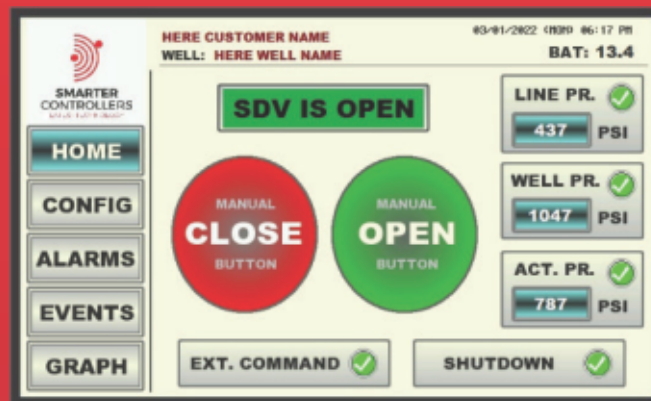 HERE CUSTOMER NAME
WELL: HERE WELL NAME
03/01/2022 (MON) 06:17 PM
BAT: 13.4
SMARTER
CONTROLLERS
HOME
CONFIG
ALARMS
EVENTS
GRAPH
SDV IS OPEN
MANUAL
CLOSE
BUTTON
MANUAL
OPEN
BUTTON
LINE PR.
437 PSI
WELL PR.
1047 PSI
ACT. PR.
787 PSI
EXT. COMMAND
SHUTDOWN